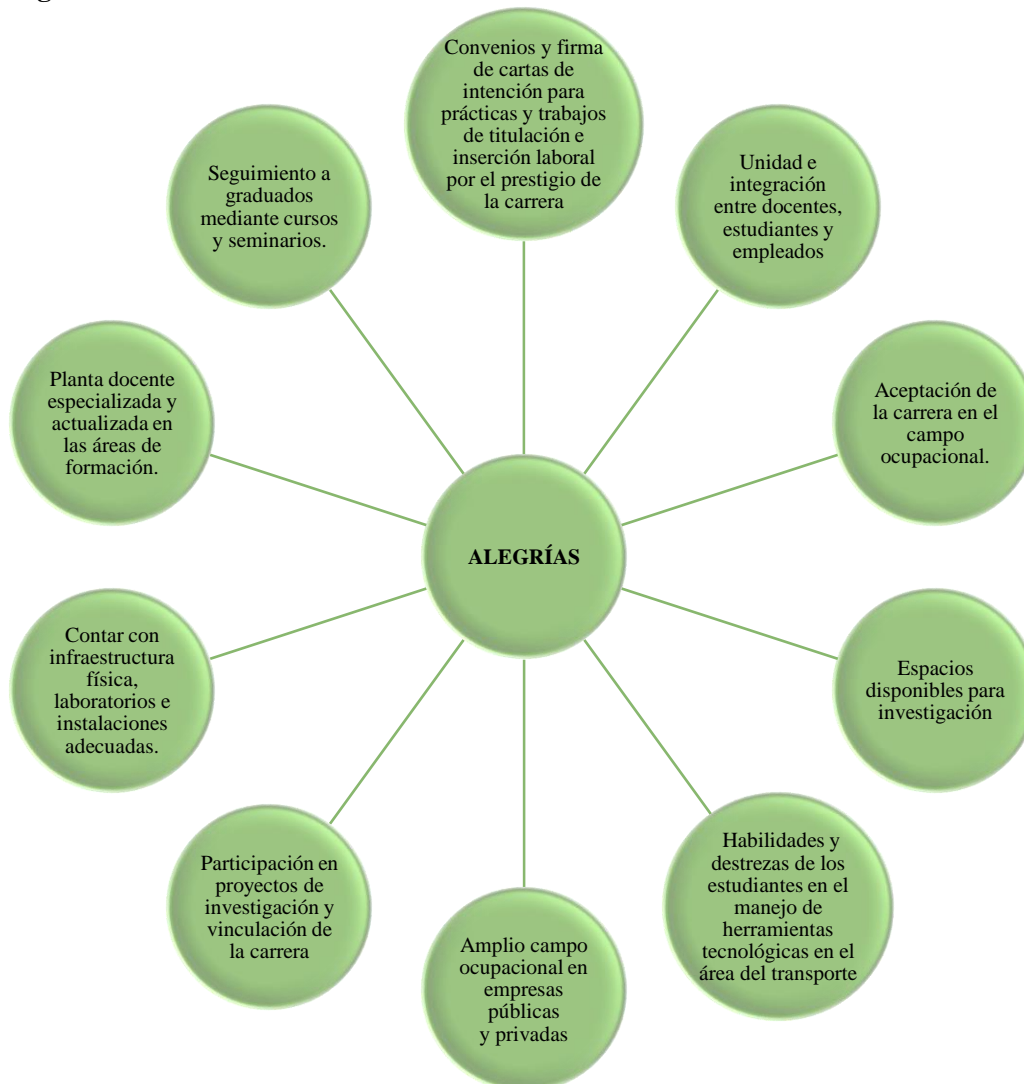 Convenios y firma
de cartas de
intención para
prácticas y trabajos
de titulación e
inserción laboral
por el prestigio de
la carrera
Unidad e
integración
entre docentes,
estudiantes y
empleados
Aceptación de
la carrera en el
campo
ocupacional.
Espacios
disponibles para
investigación
Habilidades y
destrezas de los
estudiantes en el
manejo de
herramientas
tecnológicas en el
área del transporte
Amplio campo
ocupacional en
empresas
públicas
y privadas
Participación en
proyectos de
investigación y
vinculación de
la carrera
Contar con
infraestructura
física,
laboratorios e
instalaciones
adecuadas.
Planta docente
especializada y
actualizada en
las áreas de
formación.
Seguimiento a
graduados
mediante cursos
y seminarios.
ALEGRÍAS